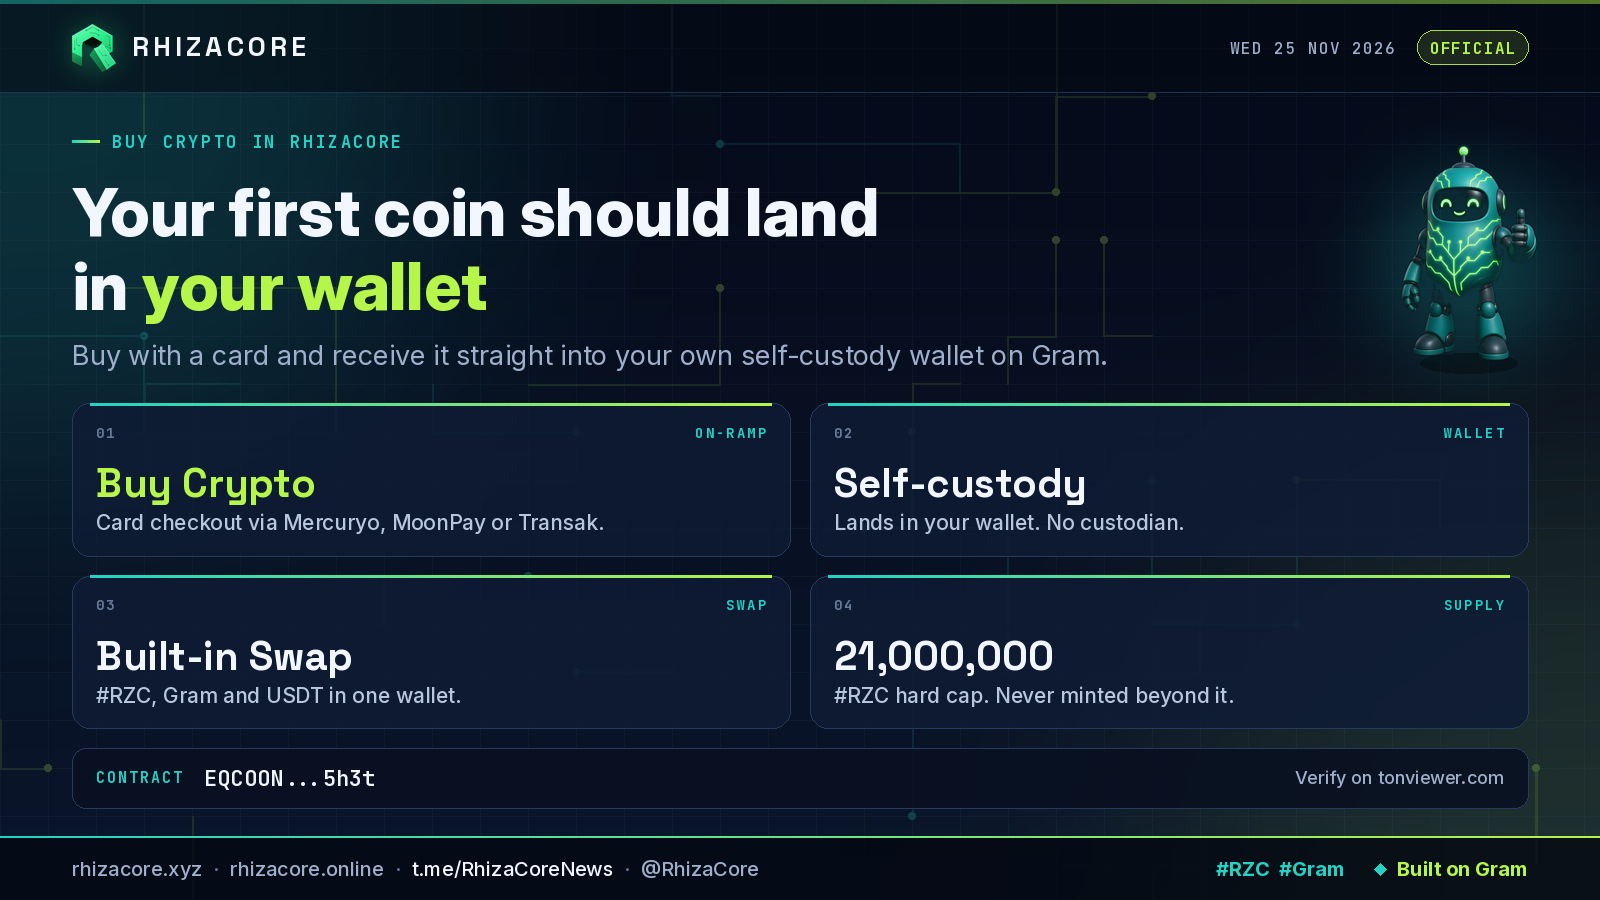 RHIZACORE
WED 25 NOV 2026
OFFICIAL
BUY CRYPTO IN RHIZACORE
Your first coin should land
in your wallet
Buy with a card and receive it straight into your own self-custody wallet on Gram.
01
ON-RAMP
Buy Crypto
Card checkout via Mercuryo, MoonPay or Transak.
02
WALLET
Self-custody
Lands in your wallet. No custodian.
03
SWAP
Built-in Swap
#RZC, Gram and USDT in one wallet.
04
SUPPLY
21,000,000
#RZC hard cap. Never minted beyond it.
CONTRACT EQCOON...5h3t
Verify on tonviewer.com
rhizacore.xyz · rhizacore.online · t.me/RhizaCoreNews · @RhizaCore
#RZC #Gram ◆ Built on Gram